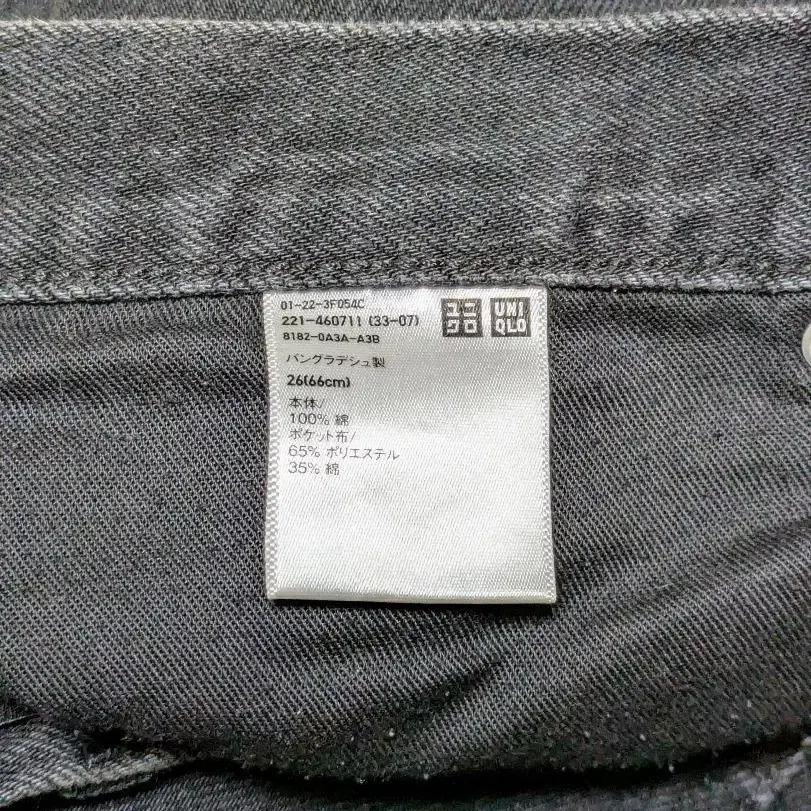 01-22-3F054C
221-460711 (33-07)
8182-0A3A-A3B
ユニ
クロ
UNI
QLO
バングラデシュ製
26(66cm)
本体/
100% 綿
ポケット布/
65% ポリエステル
35% 綿